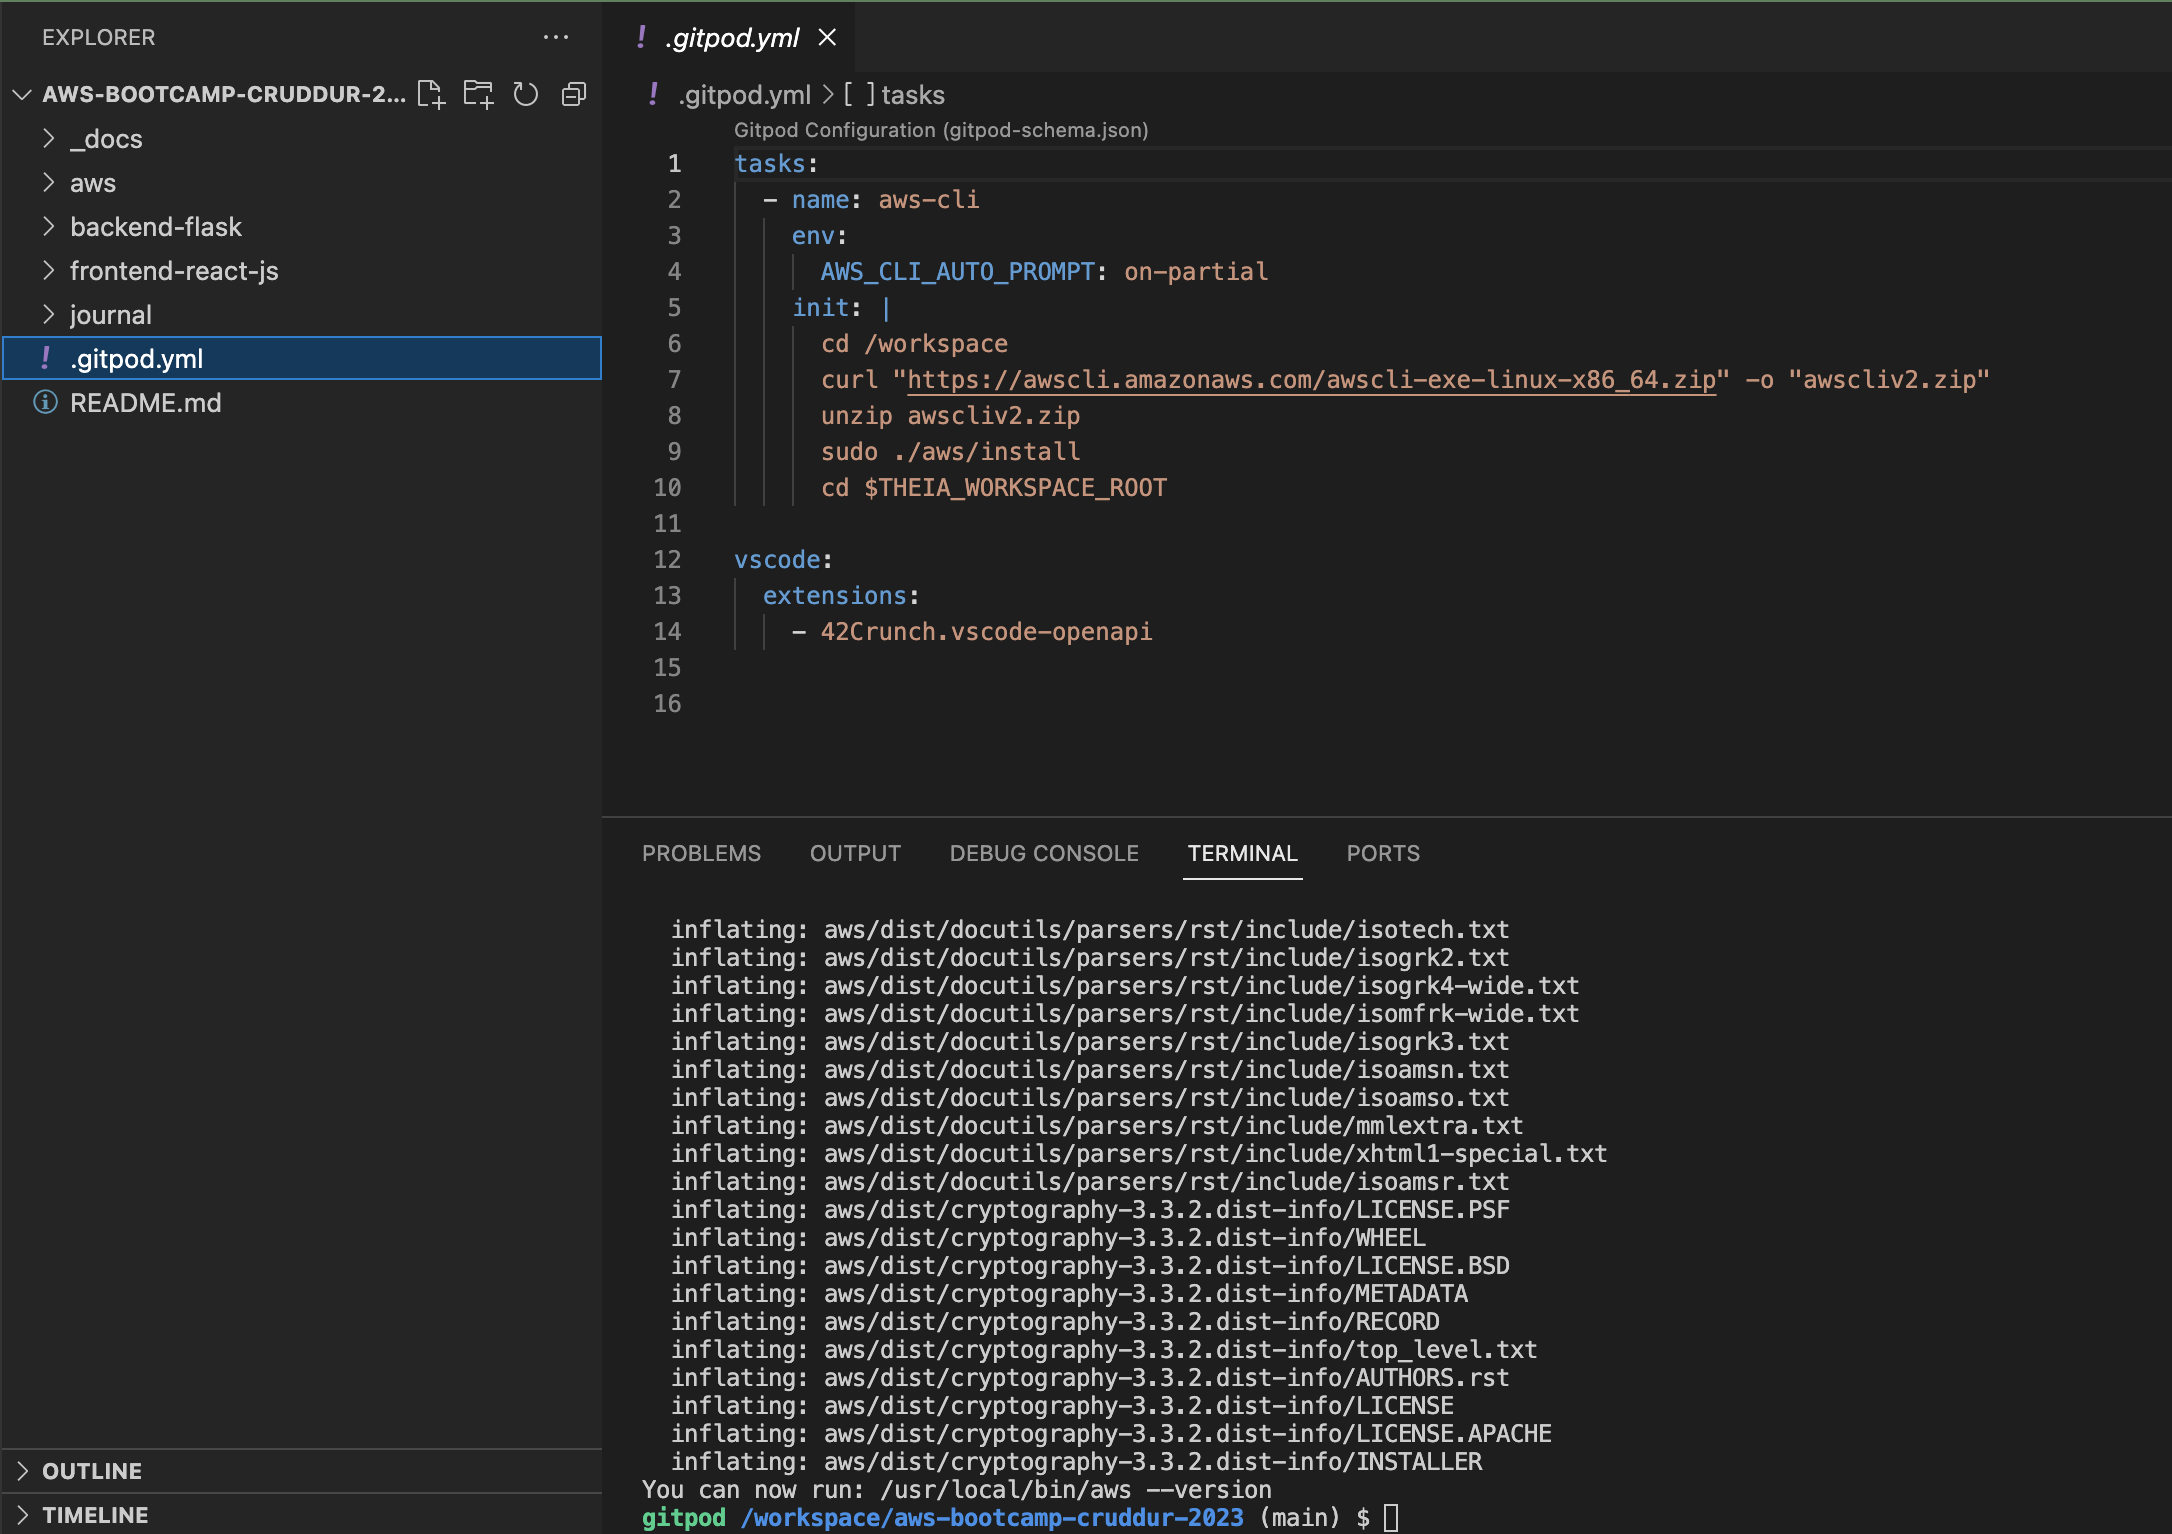 EXPLORER
AWS-BOOTCAMP-CRUDDUR-2...
_docs
aws
backend-flask
frontend-react-js
journal
! .gitpod.yml
README.md
OUTLINE
TIMELINE
! .gitpod.yml
! .gitpod.yml > [ ] tasks
Gitpod Configuration (gitpod-schema.json)
1 tasks:
2   - name: aws-cli
3     env:
4       AWS_CLI_AUTO_PROMPT: on-partial
5     init: |
6       cd /workspace
7       curl "https://awscli.amazonaws.com/awscli-exe-linux-x86_64.zip" -o "awscliv2.zip"
8       unzip awscliv2.zip
9       sudo ./aws/install
10       cd $THEIA_WORKSPACE_ROOT
11
12 vscode:
13   extensions:
14     - 42Crunch.vscode-openapi
15
16
PROBLEMS OUTPUT DEBUG CONSOLE TERMINAL PORTS
inflating: aws/dist/docutils/parsers/rst/include/isotech.txt
inflating: aws/dist/docutils/parsers/rst/include/isogrk2.txt
inflating: aws/dist/docutils/parsers/rst/include/isogrk4-wide.txt
inflating: aws/dist/docutils/parsers/rst/include/isomfrk-wide.txt
inflating: aws/dist/docutils/parsers/rst/include/isogrk3.txt
inflating: aws/dist/docutils/parsers/rst/include/isoamsn.txt
inflating: aws/dist/docutils/parsers/rst/include/isoamso.txt
inflating: aws/dist/docutils/parsers/rst/include/mmlextra.txt
inflating: aws/dist/docutils/parsers/rst/include/xhtml1-special.txt
inflating: aws/dist/docutils/parsers/rst/include/isoamsr.txt
inflating: aws/dist/cryptography-3.3.2.dist-info/LICENSE.PSF
inflating: aws/dist/cryptography-3.3.2.dist-info/WHEEL
inflating: aws/dist/cryptography-3.3.2.dist-info/LICENSE.BSD
inflating: aws/dist/cryptography-3.3.2.dist-info/METADATA
inflating: aws/dist/cryptography-3.3.2.dist-info/RECORD
inflating: aws/dist/cryptography-3.3.2.dist-info/top_level.txt
inflating: aws/dist/cryptography-3.3.2.dist-info/AUTHORS.rst
inflating: aws/dist/cryptography-3.3.2.dist-info/LICENSE
inflating: aws/dist/cryptography-3.3.2.dist-info/LICENSE.APACHE
inflating: aws/dist/cryptography-3.3.2.dist-info/INSTALLER
You can now run: /usr/local/bin/aws --version
gitpod /workspace/aws-bootcamp-cruddur-2023 (main) $